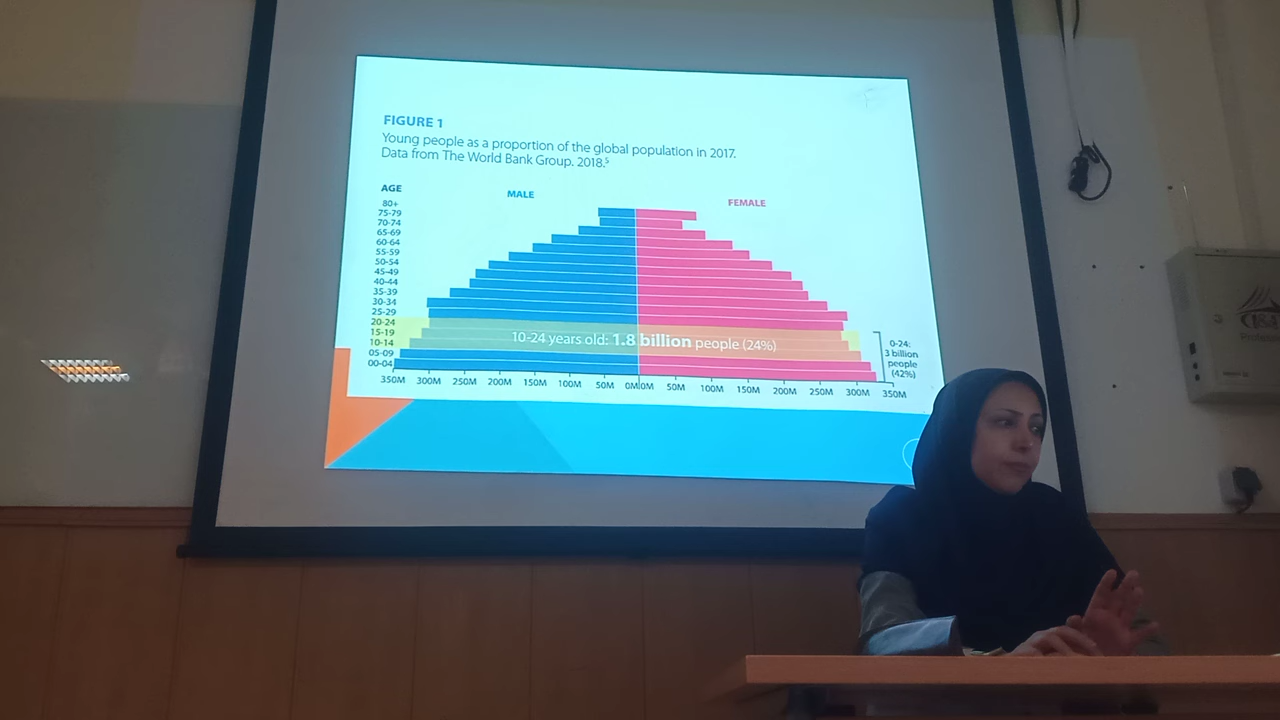 FIGURE 1
Young people as a proportion of the global population in 2017.
Data from The World Bank Group. 2018.⁵
AGE
MALE
FEMALE
80+
75-79
70-74
65-69
60-64
55-59
50-54
45-49
40-44
35-39
30-34
25-29
20-24
15-19
10-14
05-09
00-04
10-24 years old: 1.8 billion people (24%)
0-24:
3 billion
people
(42%)
350M 300M 250M 200M 150M 100M 50M 0M 0M 50M 100M 150M 200M 250M 300M 350M